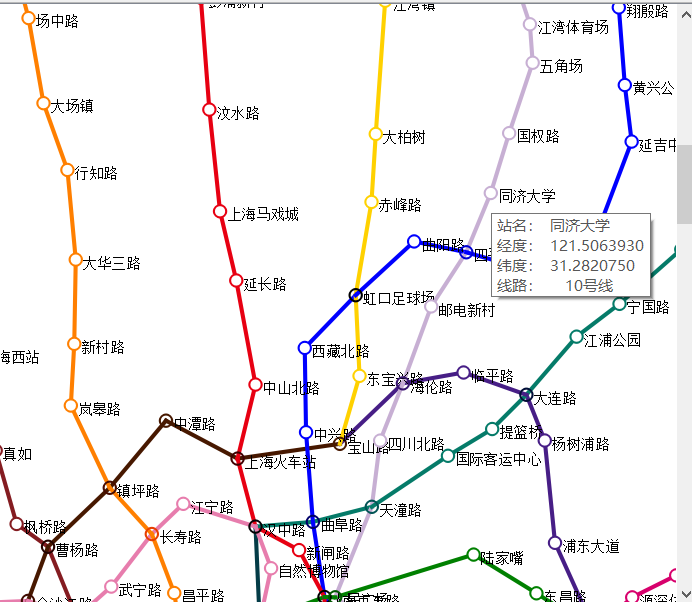 江湾镇
翔殷路
场中路
江湾体育场
五角场
黄兴公
大场镇
汶水路
大柏树
国权路
延吉中
行知路
同济大学
赤峰路
上海马戏城
站名: 同济大学
经度: 121.5063930
纬度: 31.2820750
线路: 10号线
曲阳路
大华三路
延长路
虹口足球场
邮电新村
宁国路
新村路
西藏北路
江浦公园
海西站
东宝兴路
海伦路
临平路
中山北路
大连路
岚皋路
中潭路
中兴路
宝山路
四川北路
提篮桥
杨树浦路
真如
上海火车站
国际客运中心
镇坪路
江宁路
天潼路
枫桥路
长寿路
汉中路
曲阜路
曹杨路
新闸路
浦东大道
自然博物馆
陆家嘴
武宁路
昌平路
东昌路